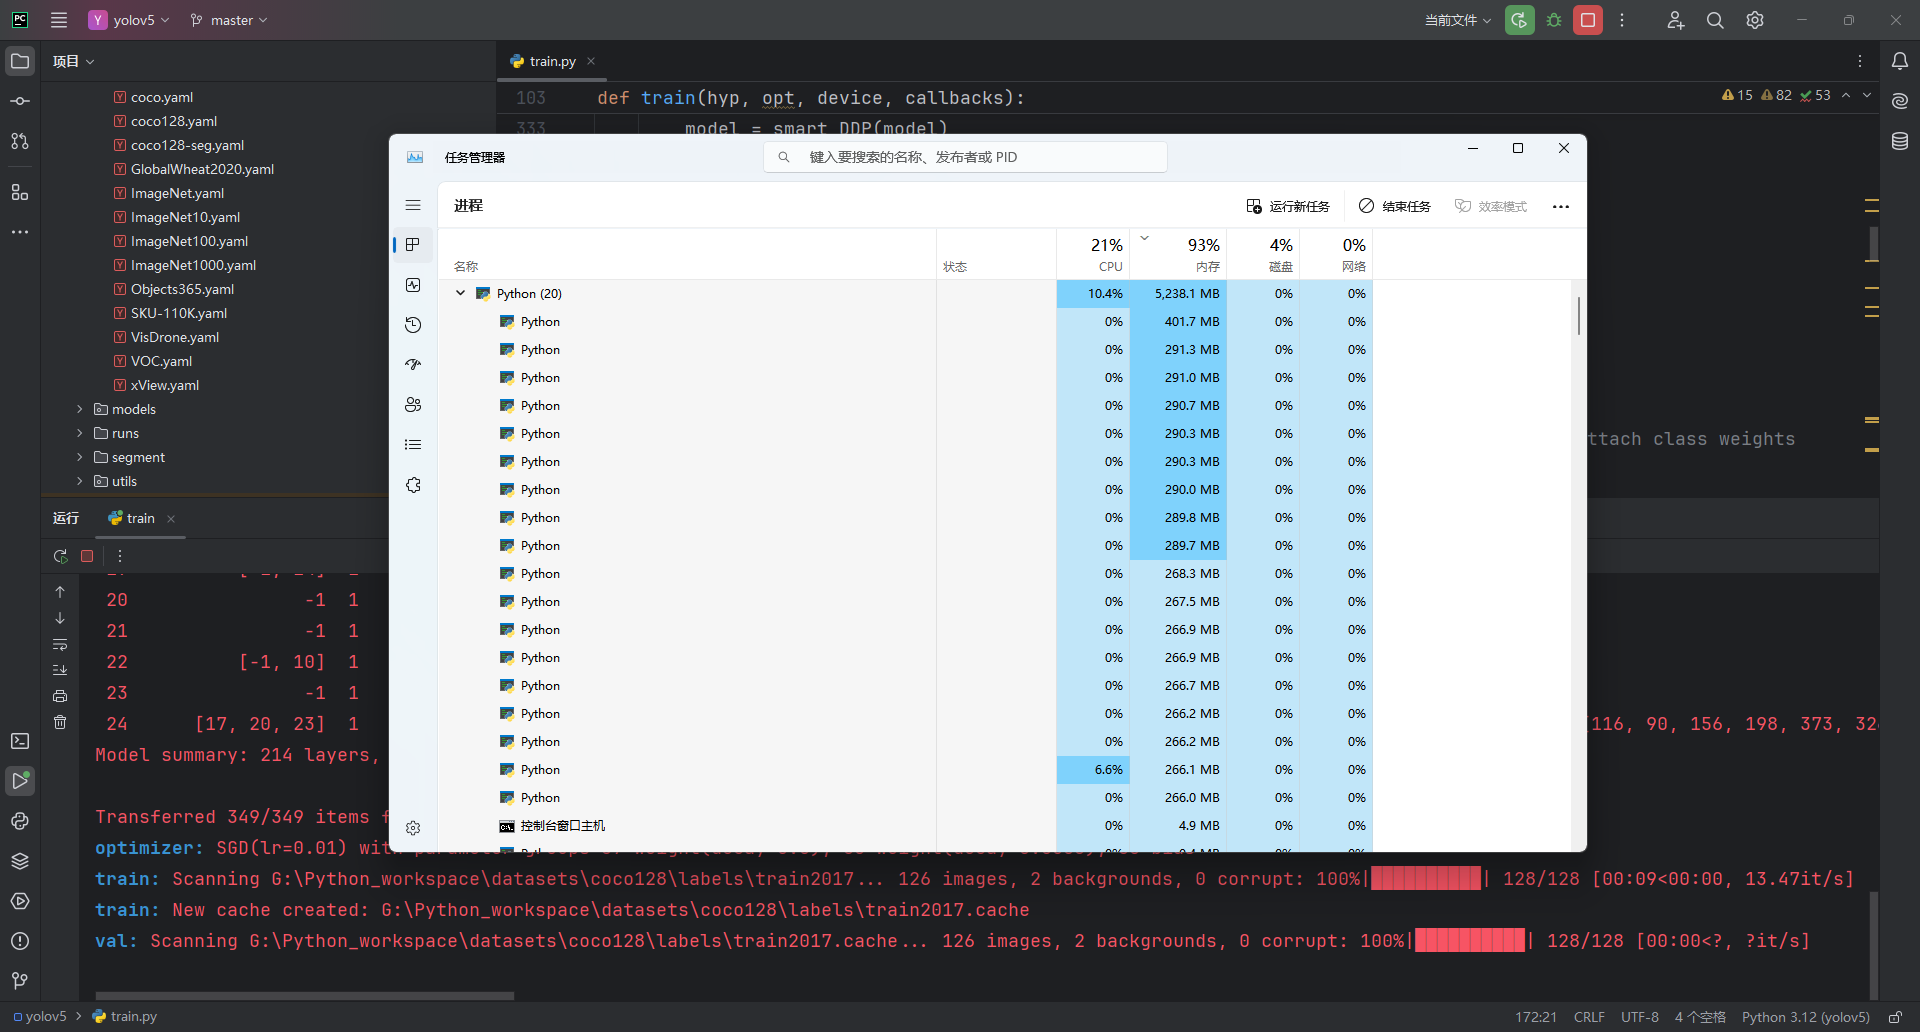 PC
Y yolov5
master
当前文件
项目
train.py
coco.yaml
coco128.yaml
coco128-seg.yaml
GlobalWheat2020.yaml
ImageNet.yaml
ImageNet10.yaml
ImageNet100.yaml
ImageNet1000.yaml
Objects365.yaml
SKU-110K.yaml
VisDrone.yaml
VOC.yaml
xView.yaml
models
runs
segment
utils
103 def train(hyp, opt, device, callbacks):
15 82 53
333 model = smart_DDP(model)
ttach class weights
任务管理器
键入要搜索的名称、发布者或 PID
进程
运行新任务
结束任务
效率模式
21% 93% 4% 0%
名称 状态 CPU 内存 磁盘 网络
Python (20) 10.4% 5,238.1 MB 0% 0%
Python 0% 401.7 MB 0% 0%
Python 0% 291.3 MB 0% 0%
Python 0% 291.0 MB 0% 0%
Python 0% 290.7 MB 0% 0%
Python 0% 290.3 MB 0% 0%
Python 0% 290.3 MB 0% 0%
Python 0% 290.0 MB 0% 0%
Python 0% 289.8 MB 0% 0%
Python 0% 289.7 MB 0% 0%
Python 0% 268.3 MB 0% 0%
Python 0% 267.5 MB 0% 0%
Python 0% 266.9 MB 0% 0%
Python 0% 266.9 MB 0% 0%
Python 0% 266.7 MB 0% 0%
Python 0% 266.2 MB 0% 0%
Python 0% 266.2 MB 0% 0%
Python 6.6% 266.1 MB 0% 0%
Python 0% 266.0 MB 0% 0%
控制台窗口主机 0% 4.9 MB 0% 0%
运行
train
20 -1 1
21 -1 1
22 [-1, 10] 1
23 -1 1
24 [17, 20, 23] 1 116, 90, 156, 198, 373, 32
Model summary: 214 layers,
Transferred 349/349 items
optimizer: SGD(lr=0.01) with
train: Scanning G:\Python_workspace\datasets\coco128\labels\train2017... 126 images, 2 backgrounds, 0 corrupt: 100%|██████████| 128/128 [00:09<00:00, 13.47it/s]
train: New cache created: G:\Python_workspace\datasets\coco128\labels\train2017.cache
val: Scanning G:\Python_workspace\datasets\coco128\labels\train2017.cache... 126 images, 2 backgrounds, 0 corrupt: 100%|██████████| 128/128 [00:00<?, ?it/s]
yolov5 > train.py
172:21 CRLF UTF-8 4 个空格 Python 3.12 (yolov5)